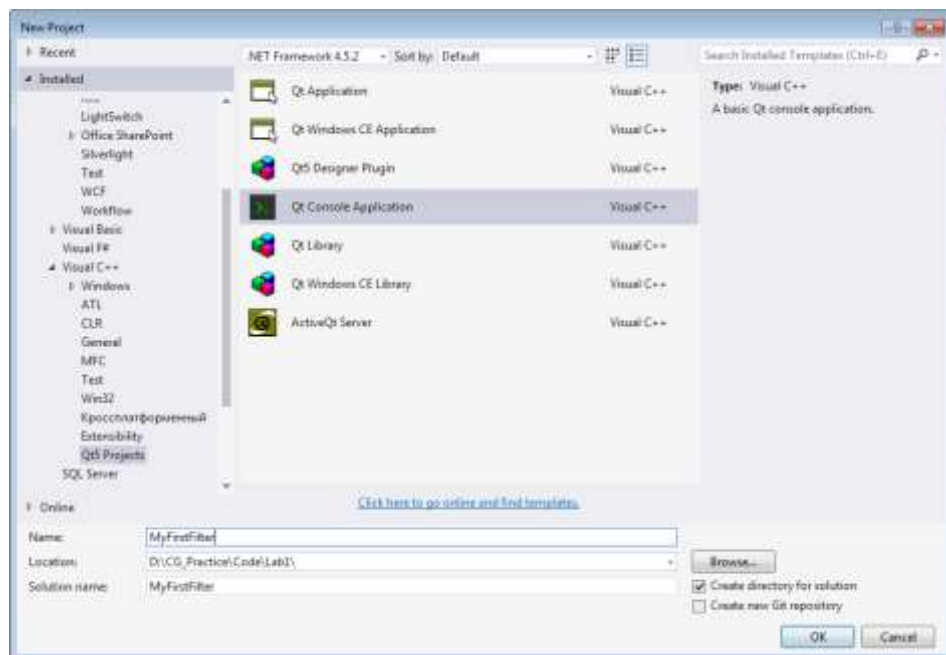 New Project
Recent
.NET Framework 4.5.2
Sort by: Default
Search Installed Templates (Ctrl+E)
Installed
LightSwitch
Office SharePoint
Silverlight
Test
WCF
Workflow
Visual Basic
Visual F#
Visual C++
Windows
ATL
CLR
General
MFC
Test
Win32
Кроссплатформенный
Extensibility
Qt5 Projects
SQL Server
Online
Qt Application Visual C++
Qt Windows CE Application Visual C++
Qt5 Designer Plugin Visual C++
Qt Console Application Visual C++
Qt Library Visual C++
Qt Windows CE Library Visual C++
ActiveQt Server Visual C++
Click here to go online and find templates.
Type: Visual C++
A basic Qt console application.
Name: MyFirstFilter
Location: D:\CG_Practice\Code\Lab1\
Solution name: MyFirstFilter
Browse...
Create directory for solution
Create new Git repository
OK Cancel